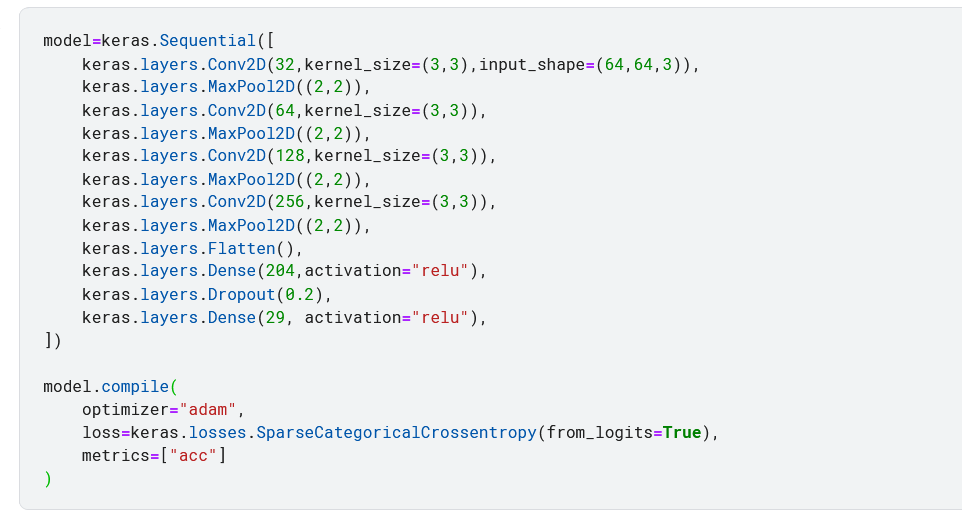 model=keras.Sequential([
    keras.layers.Conv2D(32,kernel_size=(3,3),input_shape=(64,64,3)),
    keras.layers.MaxPool2D((2,2)),
    keras.layers.Conv2D(64,kernel_size=(3,3)),
    keras.layers.MaxPool2D((2,2)),
    keras.layers.Conv2D(128,kernel_size=(3,3)),
    keras.layers.MaxPool2D((2,2)),
    keras.layers.Conv2D(256,kernel_size=(3,3)),
    keras.layers.MaxPool2D((2,2)),
    keras.layers.Flatten(),
    keras.layers.Dense(204,activation="relu"),
    keras.layers.Dropout(0.2),
    keras.layers.Dense(29, activation="relu"),
])

model.compile(
    optimizer="adam",
    loss=keras.losses.SparseCategoricalCrossentropy(from_logits=True),
    metrics=["acc"]
)